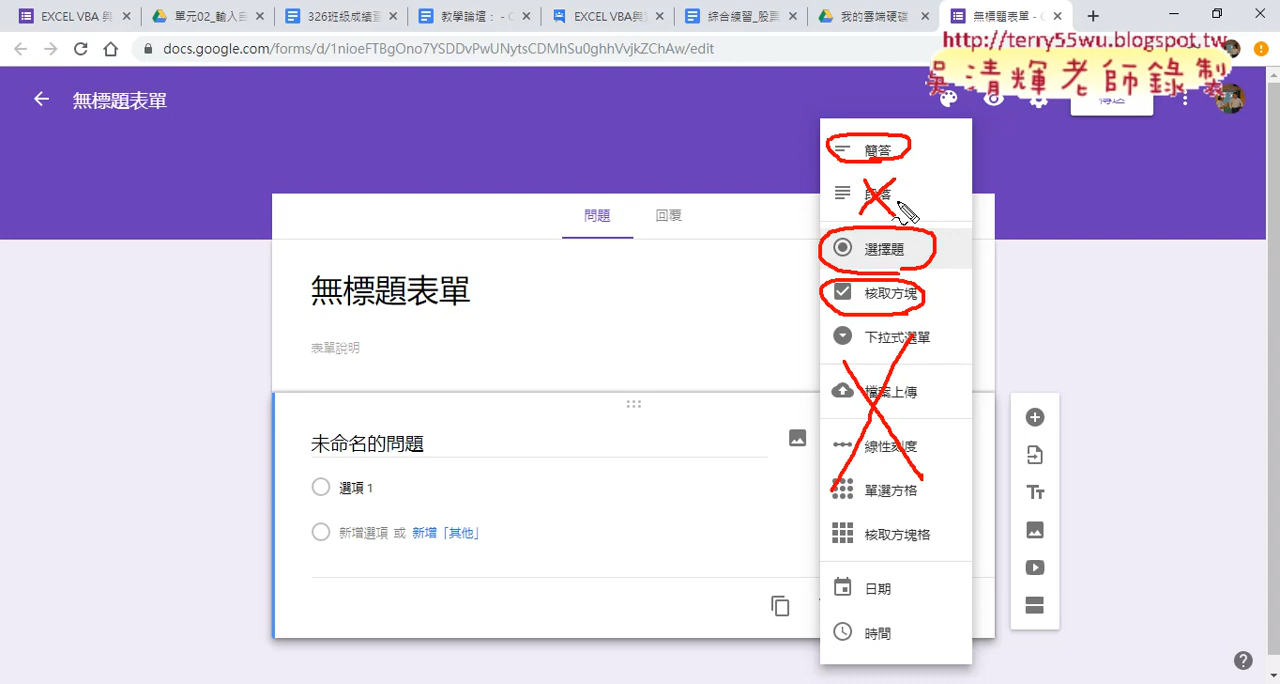 EXCEL VBA 與
單元02_輸入自
326班級成績查
教學論壇： - C
EXCEL VBA與
綜合練習_股票
我的雲端硬碟
無標題表單 - C
docs.google.com/forms/d/1nioeFTBgOno7YSDDvPwUNytsCDMhSu0ghhVvjkZChAw/edit
http://terry55wu.blogspot.tw
吳清輝老師錄製
無標題表單
傳送
簡答
段落
選擇題
核取方塊
下拉式選單
檔案上傳
線性刻度
單選方格
核取方塊格
日期
時間
問題
回覆
無標題表單
表單說明
未命名的問題
選項 1
新增選項 或 新增「其他」